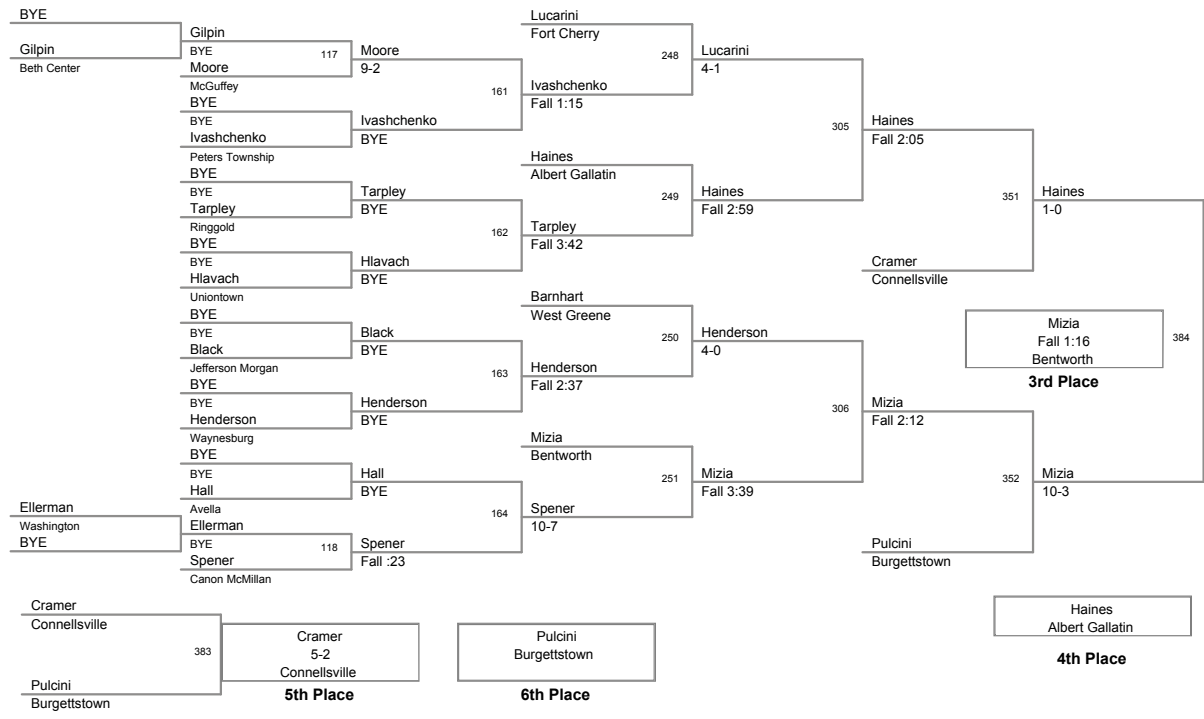 BYE
Gilpin
Beth Center
Ellerman
Washington
BYE
Gilpin
BYE
Moore
McGuffey
BYE
BYE
Ivashchenko
Peters Township
BYE
BYE
Tarpley
Ringgold
BYE
BYE
Hlavach
Uniontown
BYE
BYE
Black
Jefferson Morgan
BYE
BYE
Henderson
Waynesburg
BYE
BYE
Hall
Avella
Ellerman
BYE
Spener
Canon McMillan
117
118
Moore
9-2
Ivashchenko
BYE
Tarpley
BYE
Hlavach
BYE
Black
BYE
Henderson
BYE
Hall
BYE
Spener
Fall :23
161
162
163
164
Lucarini
Fort Cherry
Ivashchenko
Fall 1:15
Haines
Albert Gallatin
Tarpley
Fall 3:42
Barnhart
West Greene
Henderson
Fall 2:37
Mizia
Bentworth
Spener
10-7
248
249
250
251
Lucarini
4-1
Haines
Fall 2:59
Henderson
4-0
Mizia
Fall 3:39
305
306
Haines
Fall 2:05
Cramer
Connellsville
Mizia
Fall 2:12
Pulcini
Burgettstown
351
352
Haines
1-0
Mizia
10-3
Mizia
Fall 1:16
Bentworth
384
3rd Place
Haines
Albert Gallatin
4th Place
Cramer
Connellsville
383
Pulcini
Burgettstown
Cramer
5-2
Connellsville
5th Place
Pulcini
Burgettstown
6th Place